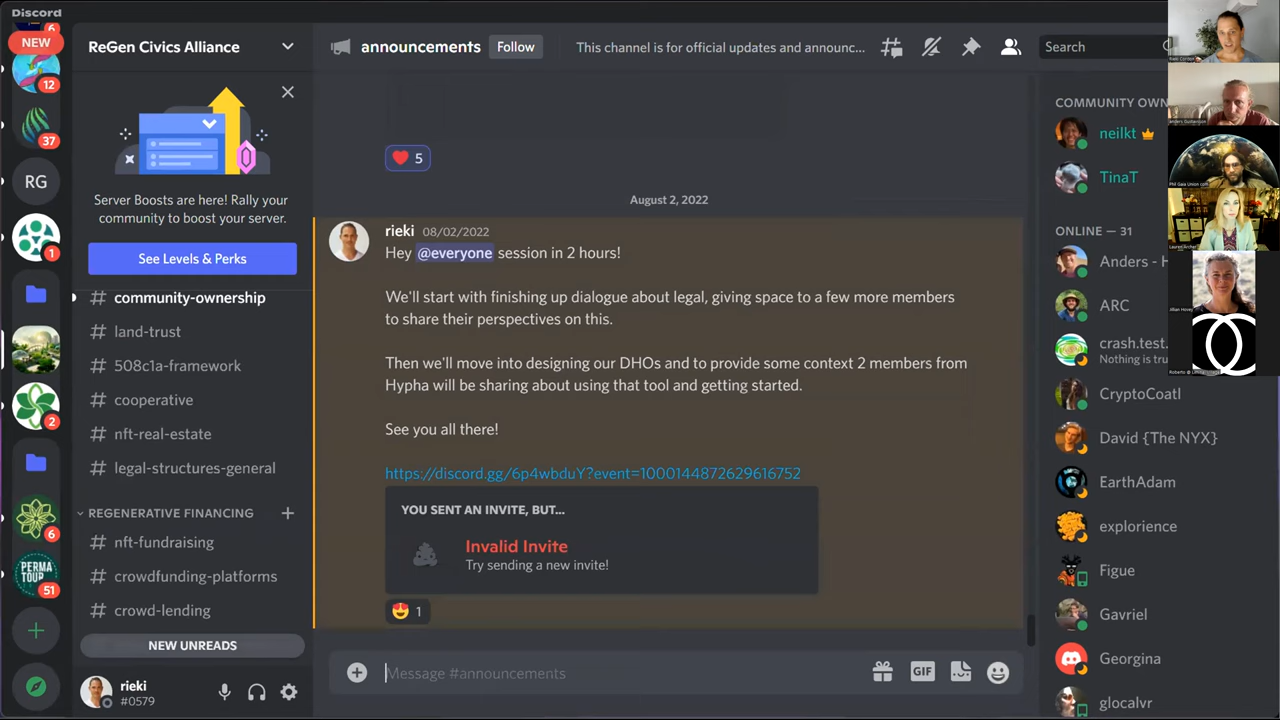 Discord
6
NEW
12
37
RG
1
2
6
PERMA
TOUR
51
ReGen Civics Alliance
Server Boosts are here! Rally your
community to boost your server.
See Levels & Perks
community-ownership
land-trust
508c1a-framework
cooperative
nft-real-estate
legal-structures-general
REGENERATIVE FINANCING
nft-fundraising
crowdfunding-platforms
crowd-lending
NEW UNREADS
rieki
#0579
announcements
Follow
This channel is for official updates and announc...
Search
5
August 2, 2022
rieki 08/02/2022
Hey @everyone session in 2 hours!
We'll start with finishing up dialogue about legal, giving space to a few more members
to share their perspectives on this.
Then we'll move into designing our DHOs and to provide some context 2 members from
Hypha will be sharing about using that tool and getting started.
See you all there!
https://discord.gg/6p4wbduY?event=1000144872629616752
YOU SENT AN INVITE, BUT...
Invalid Invite
Try sending a new invite!
1
Message #announcements
GIF
COMMUNITY OWN
neilkt
TinaT
ONLINE — 31
Anders - H
ARC
crash.test.
Nothing is tru
CryptoCoatl
David {The NYX}
EarthAdam
explorience
Figue
Gavriel
Georgina
glocalvr
Lauren Archer
Jillian Hovey